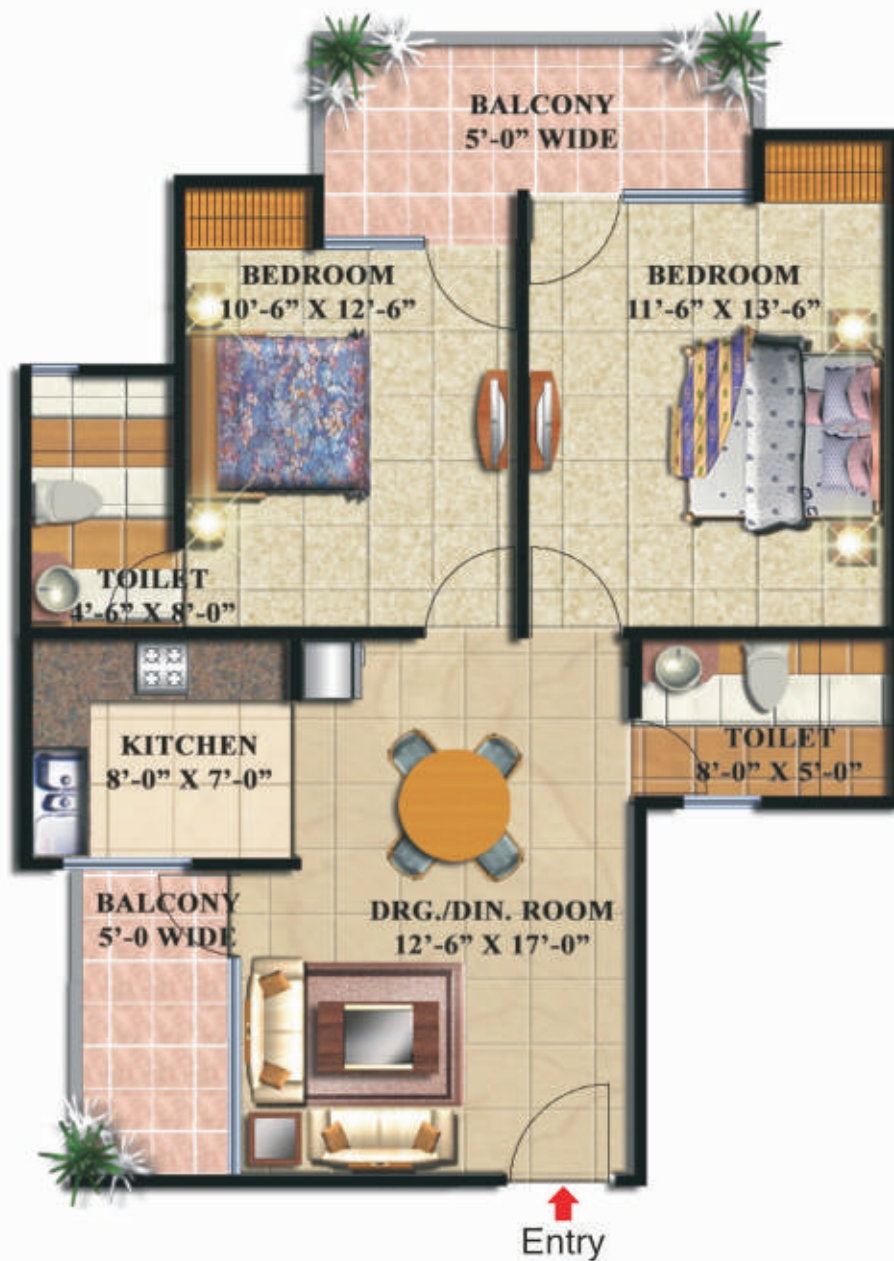 BALCONY
5’-0” WIDE
BEDROOM
10’-6” X 12’-6”
BEDROOM
11’-6” X 13’-6”
TOILET
4’-6” X 8’-0”
KITCHEN
8’-0” X 7’-0”
TOILET
8’-0” X 5’-0”
BALCONY
5’-0 WIDE
DRG./DIN. ROOM
12’-6” X 17’-0”
Entry